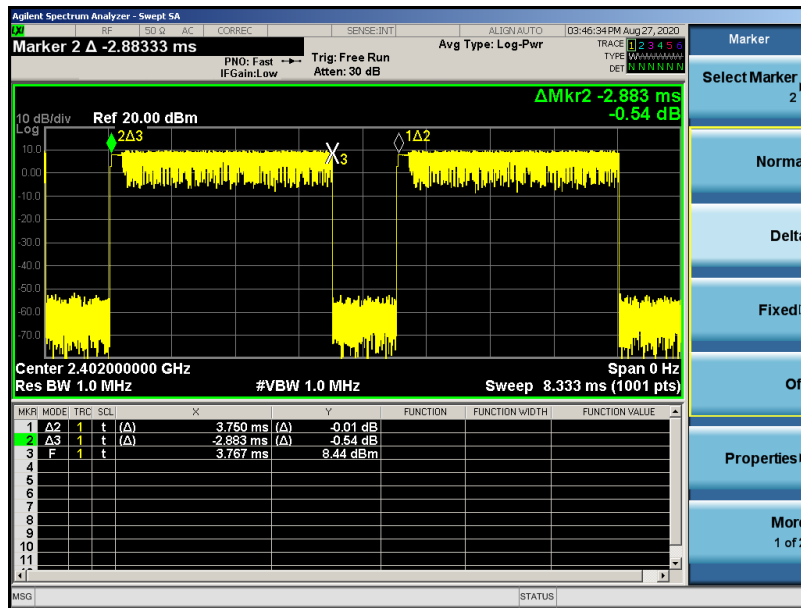 Agilent Spectrum Analyzer - Swept SA
LXI RF 50 Ω AC CORREC SENSE:INT ALIGN AUTO 03:46:34 PM Aug 27, 2020
Marker 2 Δ -2.88333 ms
PNO: Fast
IFGain:Low
Trig: Free Run
Atten: 30 dB
Avg Type: Log-Pwr
TRACE 1 2 3 4 5 6
TYPE
DET N N N N N N
ΔMkr2 -2.883 ms
-0.54 dB
10 dB/div Ref 20.00 dBm
Log
10.0
0.00
-10.0
-20.0
-30.0
-40.0
-50.0
-60.0
-70.0
2Δ3
3
1Δ2
Center 2.402000000 GHz Span 0 Hz
Res BW 1.0 MHz #VBW 1.0 MHz Sweep 8.333 ms (1001 pts)
MKR MODE TRC SCL X Y FUNCTION FUNCTION WIDTH FUNCTION VALUE
1 Δ2 1 t (Δ) 3.750 ms (Δ) -0.01 dB
2 Δ3 1 t (Δ) -2.883 ms (Δ) -0.54 dB
3 F 1 t 3.767 ms 8.44 dBm
4
5
6
7
8
9
10
11
MSG STATUS
Marker
Select Marker
2
Norma
Delta
Fixed
Of
Properties
More
1 of 2